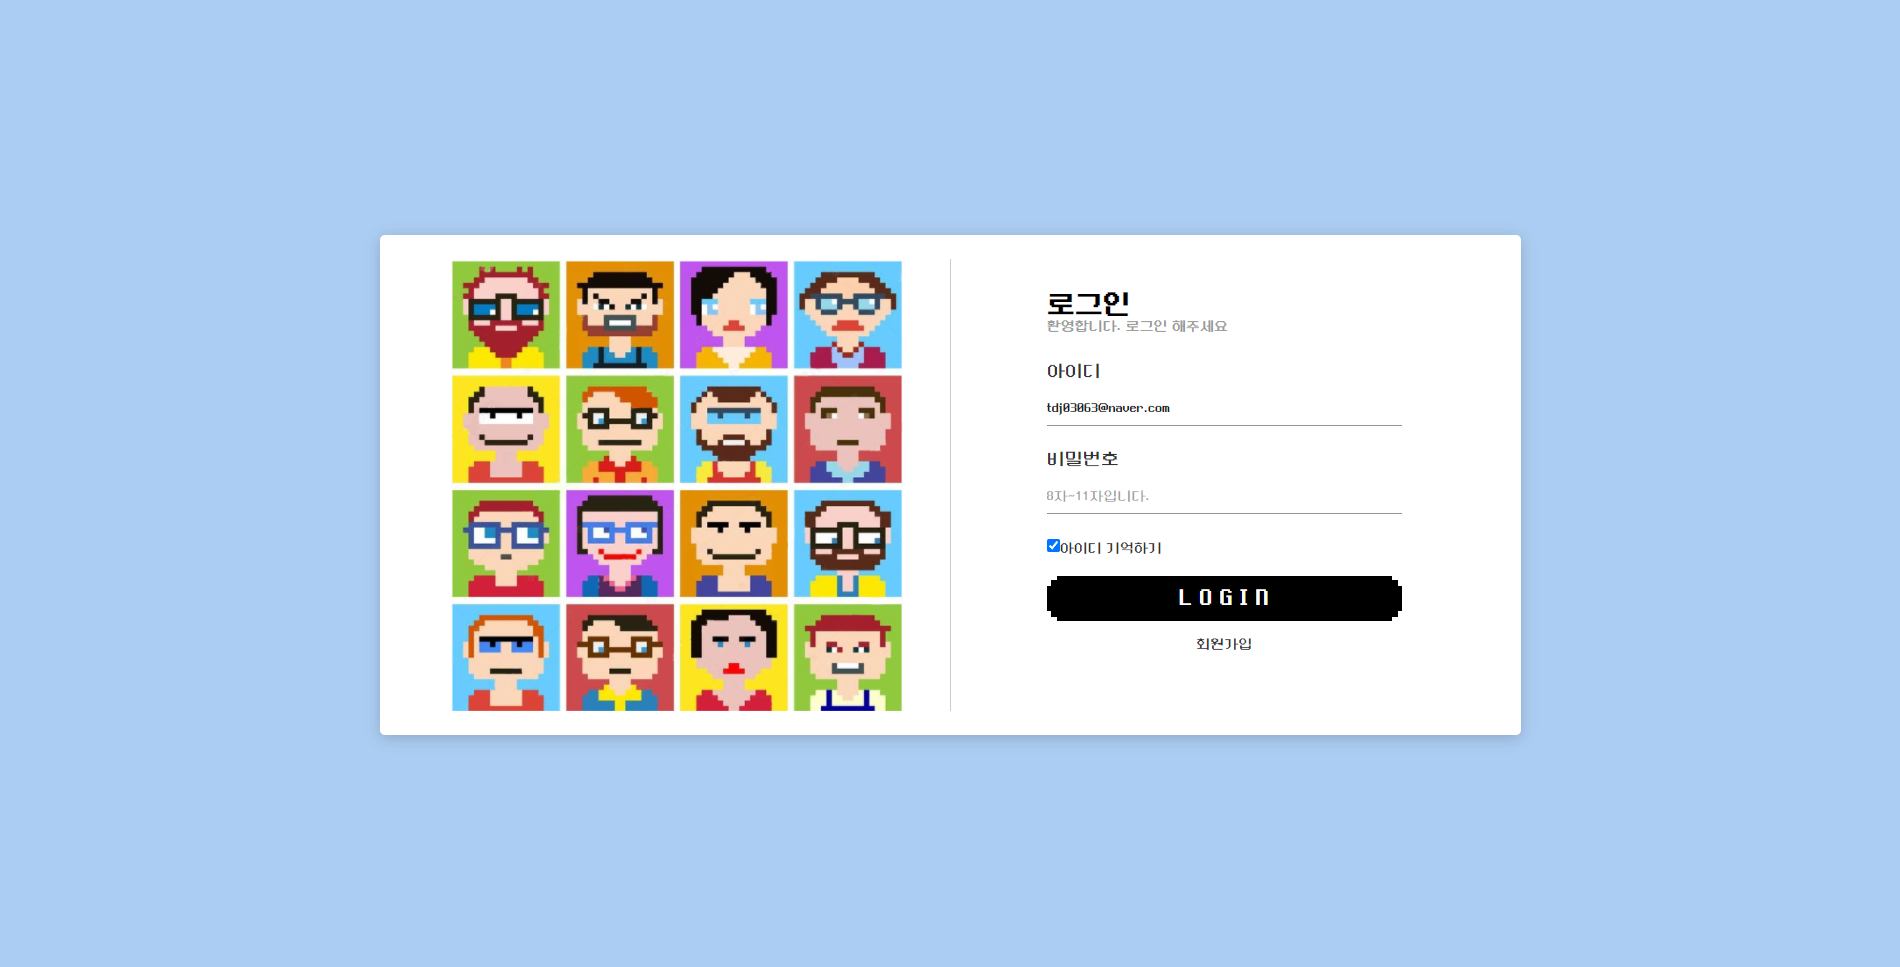 로그인
환영합니다. 로그인 해주세요
아이디
tdj03063@naver.com
비밀번호
8자~11자입니다.
아이디 기억하기
LOGIN
회원가입